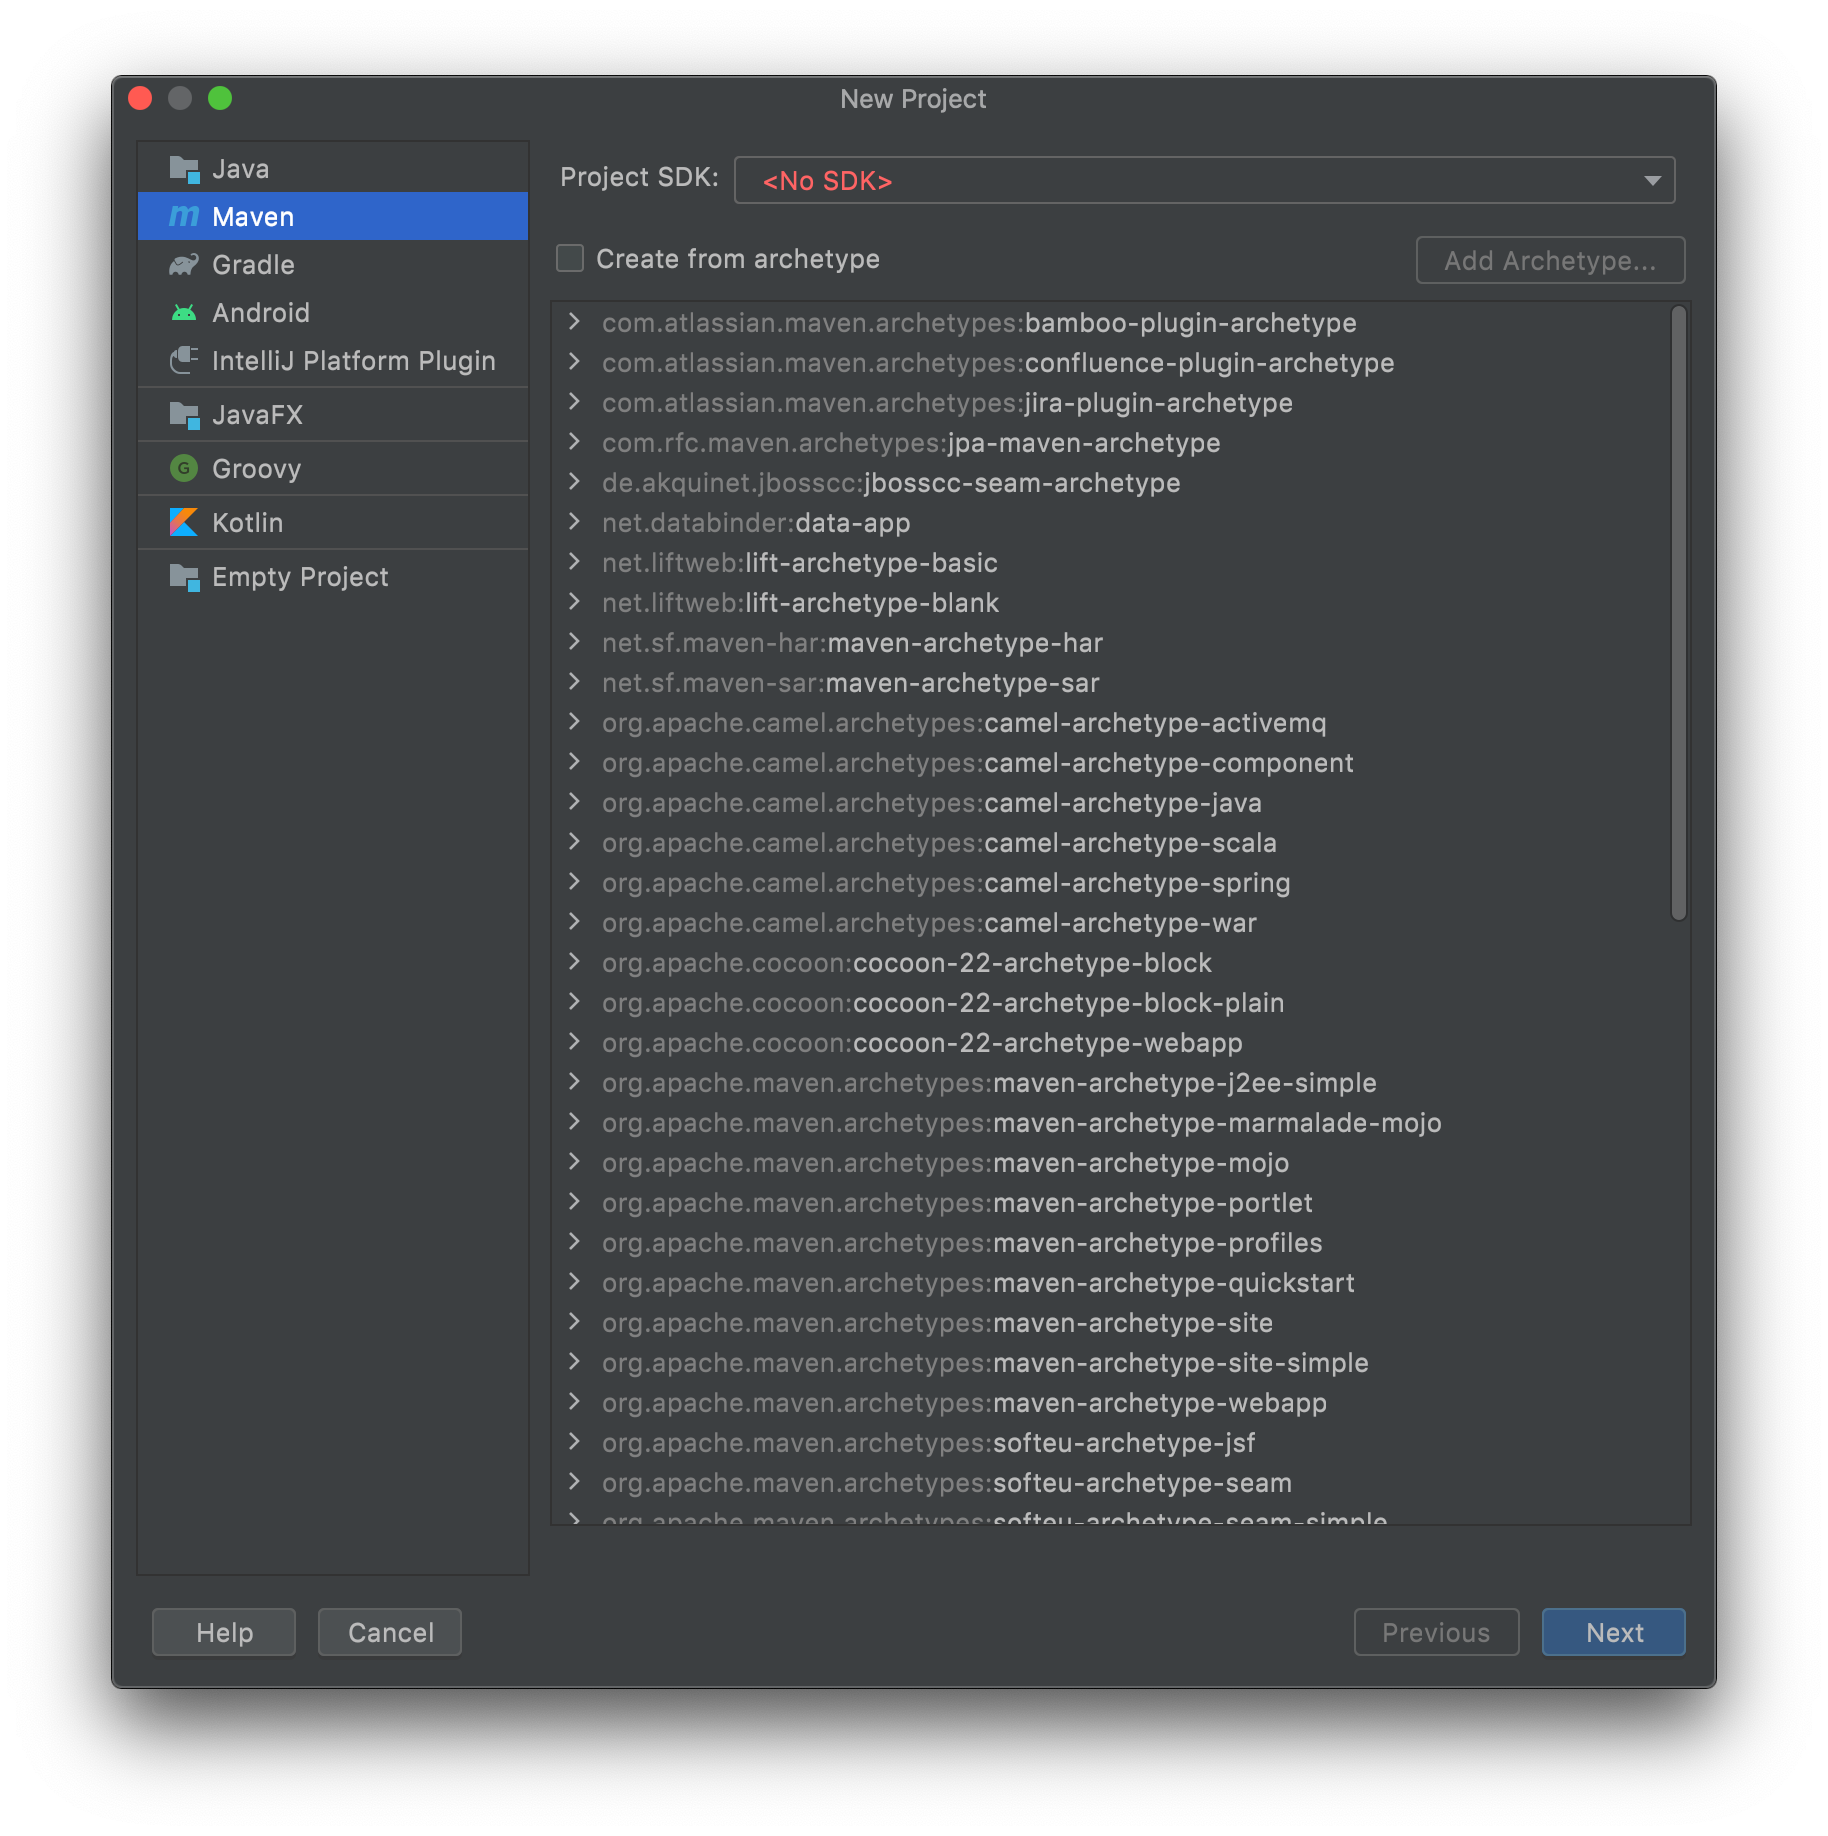 New Project
Java
Maven
Gradle
Android
IntelliJ Platform Plugin
JavaFX
Groovy
Kotlin
Empty Project
Project SDK: <No SDK>
Create from archetype
Add Archetype...
com.atlassian.maven.archetypes:bamboo-plugin-archetype
com.atlassian.maven.archetypes:confluence-plugin-archetype
com.atlassian.maven.archetypes:jira-plugin-archetype
com.rfc.maven.archetypes:jpa-maven-archetype
de.akquinet.jbosscc:jbosscc-seam-archetype
net.databinder:data-app
net.liftweb:lift-archetype-basic
net.liftweb:lift-archetype-blank
net.sf.maven-har:maven-archetype-har
net.sf.maven-sar:maven-archetype-sar
org.apache.camel.archetypes:camel-archetype-activemq
org.apache.camel.archetypes:camel-archetype-component
org.apache.camel.archetypes:camel-archetype-java
org.apache.camel.archetypes:camel-archetype-scala
org.apache.camel.archetypes:camel-archetype-spring
org.apache.camel.archetypes:camel-archetype-war
org.apache.cocoon:cocoon-22-archetype-block
org.apache.cocoon:cocoon-22-archetype-block-plain
org.apache.cocoon:cocoon-22-archetype-webapp
org.apache.maven.archetypes:maven-archetype-j2ee-simple
org.apache.maven.archetypes:maven-archetype-marmalade-mojo
org.apache.maven.archetypes:maven-archetype-mojo
org.apache.maven.archetypes:maven-archetype-portlet
org.apache.maven.archetypes:maven-archetype-profiles
org.apache.maven.archetypes:maven-archetype-quickstart
org.apache.maven.archetypes:maven-archetype-site
org.apache.maven.archetypes:maven-archetype-site-simple
org.apache.maven.archetypes:maven-archetype-webapp
org.apache.maven.archetypes:softeu-archetype-jsf
org.apache.maven.archetypes:softeu-archetype-seam
org.apache.maven.archetypes:softeu-archetype-seam-simple
Help
Cancel
Previous
Next